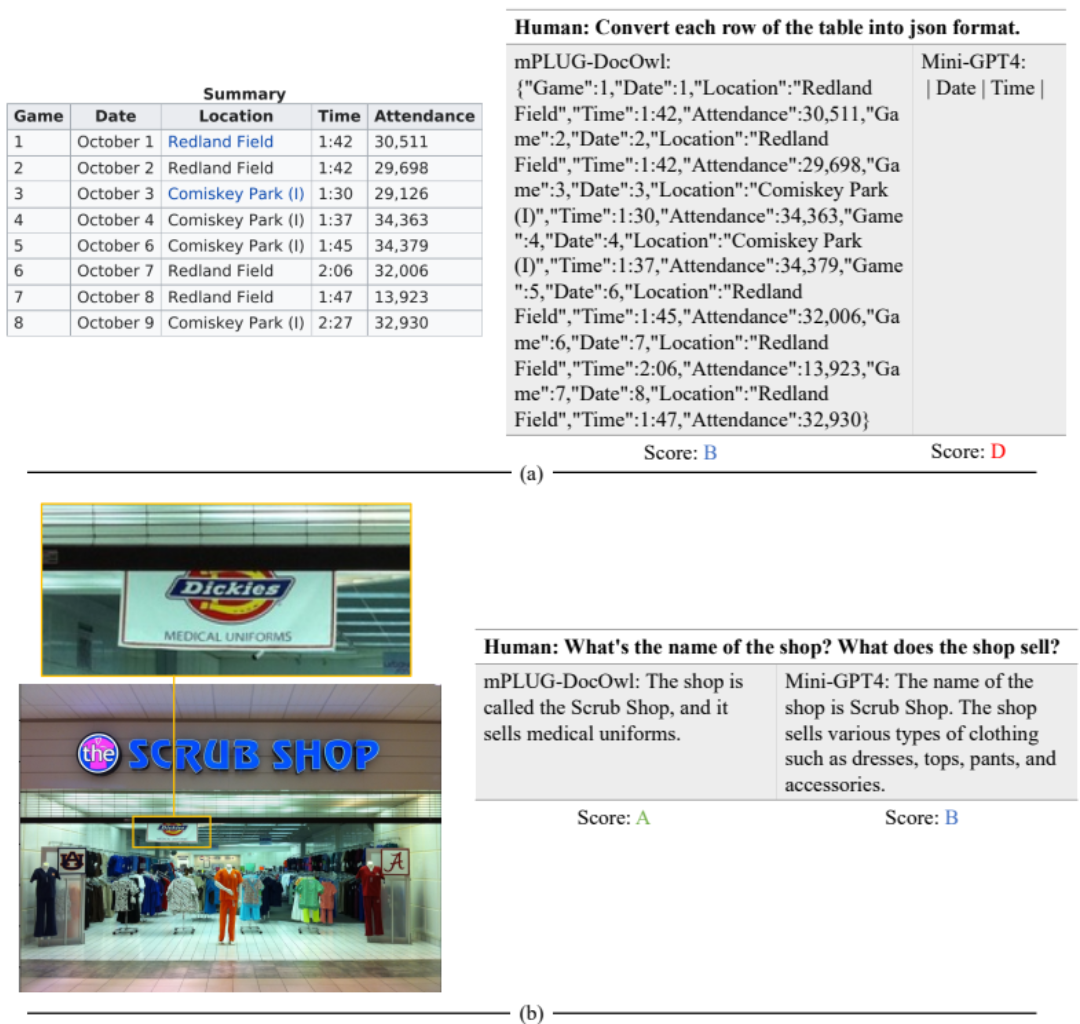 Summary
Game Date Location Time Attendance
1 October 1 Redland Field 1:42 30,511
2 October 2 Redland Field 1:42 29,698
3 October 3 Comiskey Park (I) 1:30 29,126
4 October 4 Comiskey Park (I) 1:37 34,363
5 October 6 Comiskey Park (I) 1:45 34,379
6 October 7 Redland Field 2:06 32,006
7 October 8 Redland Field 1:47 13,923
8 October 9 Comiskey Park (I) 2:27 32,930
Human: Convert each row of the table into json format.
mPLUG-DocOwl:
{"Game":1,"Date":1,"Location":"Redland
Field","Time":1:42,"Attendance":30,511,"Ga
me":2,"Date":2,"Location":"Redland
Field","Time":1:42,"Attendance":29,698,"Ga
me":3,"Date":3,"Location":"Comiskey Park
(I)","Time":1:30,"Attendance":34,363,"Game
":4,"Date":4,"Location":"Comiskey Park
(I)","Time":1:37,"Attendance":34,379,"Game
":5,"Date":6,"Location":"Redland
Field","Time":1:45,"Attendance":32,006,"Ga
me":6,"Date":7,"Location":"Redland
Field","Time":2:06,"Attendance":13,923,"Ga
me":7,"Date":8,"Location":"Redland
Field","Time":1:47,"Attendance":32,930}
Mini-GPT4:
| Date | Time |
Score: B
Score: D
(a)
Dickies
MEDICAL UNIFORMS
the SCRUB SHOP
Dickies
AU
A
Human: What's the name of the shop? What does the shop sell?
mPLUG-DocOwl: The shop is
called the Scrub Shop, and it
sells medical uniforms.
Mini-GPT4: The name of the
shop is Scrub Shop. The shop
sells various types of clothing
such as dresses, tops, pants, and
accessories.
Score: A
Score: B
(b)